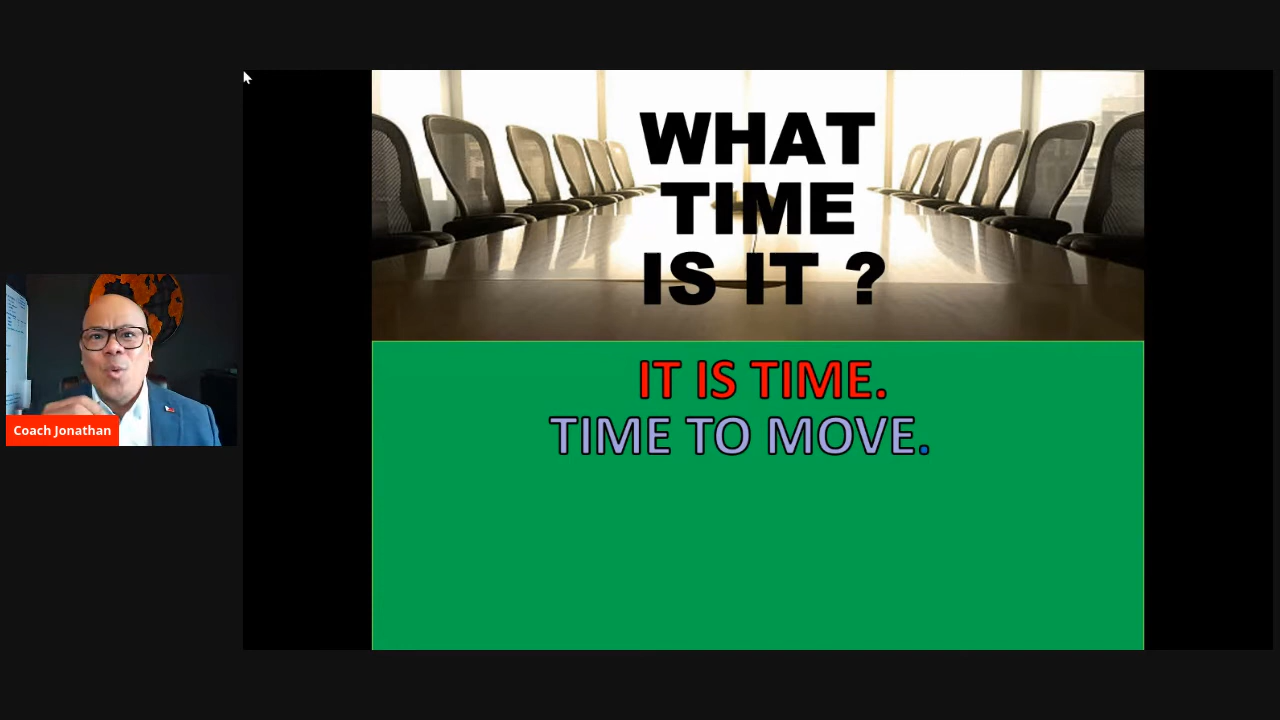 WHAT
TIME
IS IT ?
IT IS TIME.
TIME TO MOVE.
Coach Jonathan